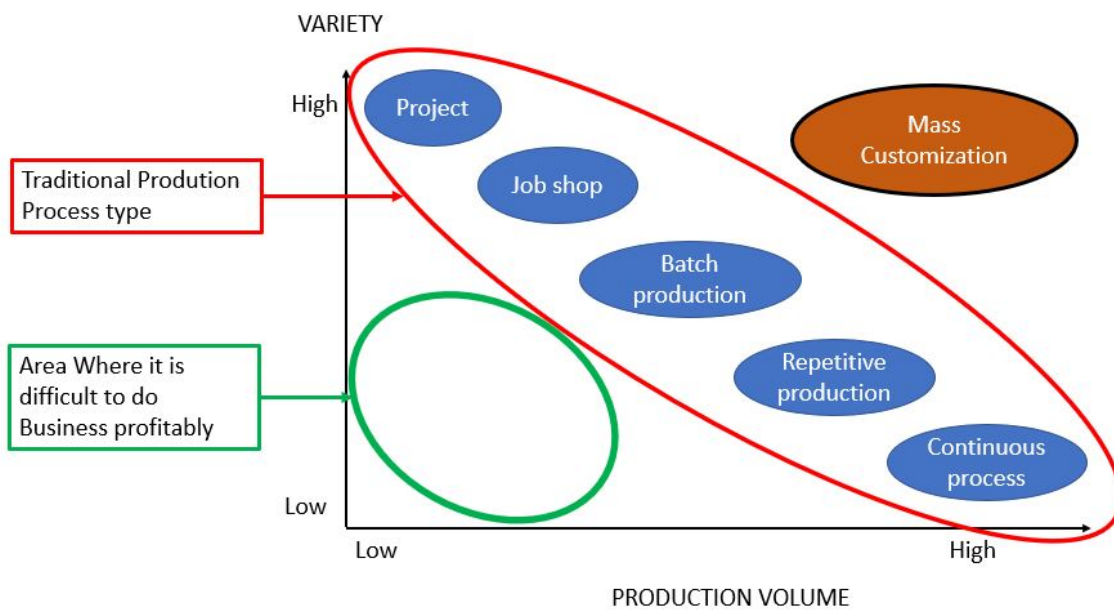 VARIETY
High
Project
Mass
Customization
Traditional Prodution
Process type
Job shop
Batch
production
Area Where it is
difficult to do
Business profitably
Repetitive
production
Continuous
process
Low
Low
High
PRODUCTION VOLUME